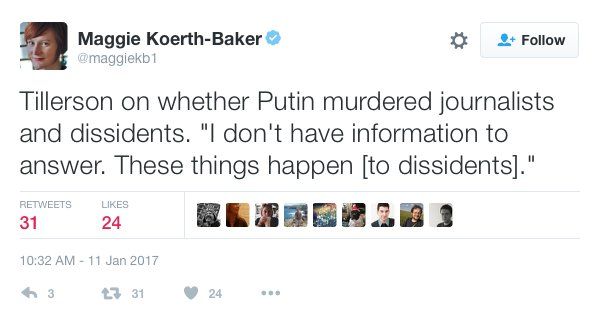 Maggie Koerth-Baker
@maggiekb1
Follow
Tillerson on whether Putin murdered journalists
and dissidents. "I don't have information to
answer. These things happen [to dissidents]."
RETWEETS LIKES
31 24
10:32 AM - 11 Jan 2017
3 31 24